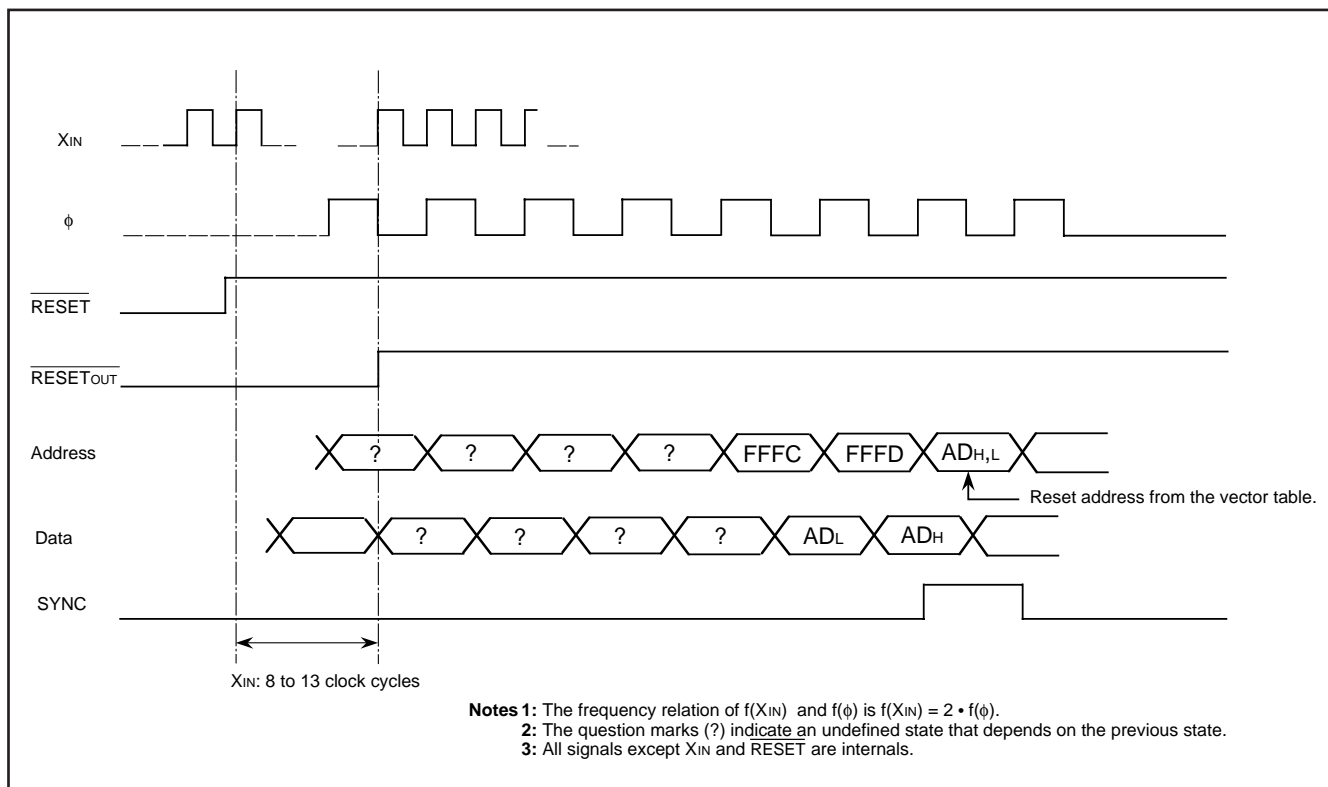 XIN
ϕ
RESET
RESETOUT
Address
? ? ? ? FFFC FFFD ADH,L
Reset address from the vector table.
Data
? ? ? ? ADL ADH
SYNC
XIN: 8 to 13 clock cycles
Notes 1: The frequency relation of f(XIN) and f(ϕ) is f(XIN) = 2 • f(ϕ).
2: The question marks (?) indicate an undefined state that depends on the previous state.
3: All signals except XIN and RESET are internals.